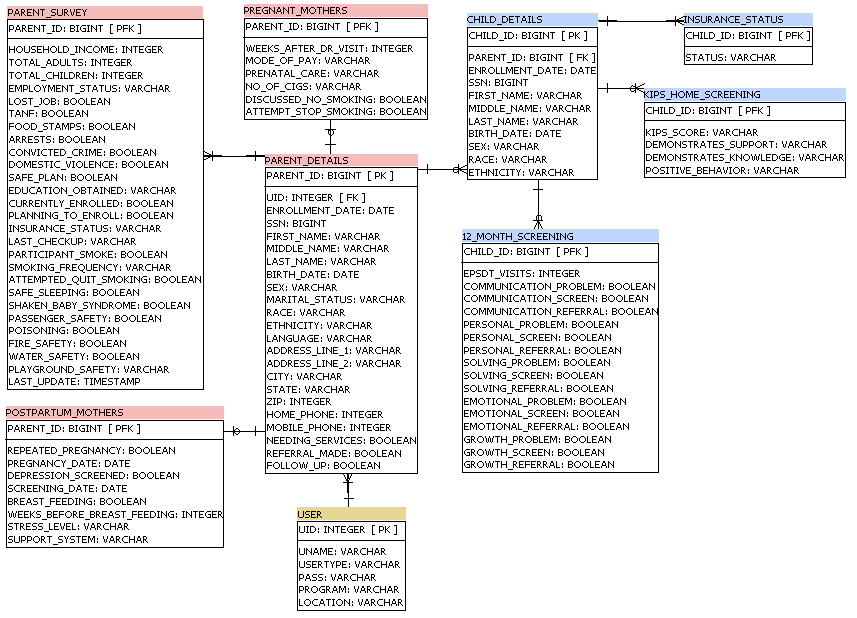 PARENT_SURVEY
PARENT_ID: BIGINT [ PFK ]
HOUSEHOLD_INCOME: INTEGER
TOTAL_ADULTS: INTEGER
TOTAL_CHILDREN: INTEGER
EMPLOYMENT_STATUS: VARCHAR
LOST_JOB: BOOLEAN
TANF: BOOLEAN
FOOD_STAMPS: BOOLEAN
ARRESTS: BOOLEAN
CONVICTED_CRIME: BOOLEAN
DOMESTIC_VIOLENCE: BOOLEAN
SAFE_PLAN: BOOLEAN
EDUCATION_OBTAINED: VARCHAR
CURRENTLY_ENROLLED: BOOLEAN
PLANNING_TO_ENROLL: BOOLEAN
INSURANCE_STATUS: VARCHAR
LAST_CHECKUP: VARCHAR
PARTICIPANT_SMOKE: BOOLEAN
SMOKING_FREQUENCY: VARCHAR
ATTEMPTED_QUIT_SMOKING: BOOLEAN
SAFE_SLEEPING: BOOLEAN
SHAKEN_BABY_SYNDROME: BOOLEAN
PASSENGER_SAFETY: BOOLEAN
POISONING: BOOLEAN
FIRE_SAFETY: BOOLEAN
WATER_SAFETY: BOOLEAN
PLAYGROUND_SAFETY: VARCHAR
LAST_UPDATE: TIMESTAMP
POSTPARTUM_MOTHERS
PARENT_ID: BIGINT [ PFK ]
REPEATED_PREGNANCY: BOOLEAN
PREGNANCY_DATE: DATE
DEPRESSION_SCREENED: BOOLEAN
SCREENING_DATE: DATE
BREAST_FEEDING: BOOLEAN
WEEKS_BEFORE_BREAST_FEEDING: INTEGER
STRESS_LEVEL: VARCHAR
SUPPORT_SYSTEM: VARCHAR
PREGNANT_MOTHERS
PARENT_ID: BIGINT [ PFK ]
WEEKS_AFTER_DR_VISIT: INTEGER
MODE_OF_PAY: VARCHAR
PRENATAL_CARE: VARCHAR
NO_OF_CIGS: VARCHAR
DISCUSSED_NO_SMOKING: BOOLEAN
ATTEMPT_STOP_SMOKING: BOOLEAN
PARENT_DETAILS
PARENT_ID: BIGINT [ PK ]
UID: INTEGER [ FK ]
ENROLLMENT_DATE: DATE
SSN: BIGINT
FIRST_NAME: VARCHAR
MIDDLE_NAME: VARCHAR
LAST_NAME: VARCHAR
BIRTH_DATE: DATE
SEX: VARCHAR
MARITAL_STATUS: VARCHAR
RACE: VARCHAR
ETHNICITY: VARCHAR
LANGUAGE: VARCHAR
ADDRESS_LINE_1: VARCHAR
ADDRESS_LINE_2: VARCHAR
CITY: VARCHAR
STATE: VARCHAR
ZIP: INTEGER
HOME_PHONE: INTEGER
MOBILE_PHONE: INTEGER
NEEDING_SERVICES: BOOLEAN
REFERRAL_MADE: BOOLEAN
FOLLOW_UP: BOOLEAN
USER
UID: INTEGER [ PK ]
UNAME: VARCHAR
USERTYPE: VARCHAR
PASS: VARCHAR
PROGRAM: VARCHAR
LOCATION: VARCHAR
CHILD_DETAILS
CHILD_ID: BIGINT [ PK ]
PARENT_ID: BIGINT [ FK ]
ENROLLMENT_DATE: DATE
SSN: BIGINT
FIRST_NAME: VARCHAR
MIDDLE_NAME: VARCHAR
LAST_NAME: VARCHAR
BIRTH_DATE: DATE
SEX: VARCHAR
RACE: VARCHAR
ETHNICITY: VARCHAR
12_MONTH_SCREENING
CHILD_ID: BIGINT [ PFK ]
EPSDT_VISITS: INTEGER
COMMUNICATION_PROBLEM: BOOLEAN
COMMUNICATION_SCREEN: BOOLEAN
COMMUNICATION_REFERRAL: BOOLEAN
PERSONAL_PROBLEM: BOOLEAN
PERSONAL_SCREEN: BOOLEAN
PERSONAL_REFERRAL: BOOLEAN
SOLVING_PROBLEM: BOOLEAN
SOLVING_SCREEN: BOOLEAN
SOLVING_REFERRAL: BOOLEAN
EMOTIONAL_PROBLEM: BOOLEAN
EMOTIONAL_SCREEN: BOOLEAN
EMOTIONAL_REFERRAL: BOOLEAN
GROWTH_PROBLEM: BOOLEAN
GROWTH_SCREEN: BOOLEAN
GROWTH_REFERRAL: BOOLEAN
INSURANCE_STATUS
CHILD_ID: BIGINT [ PFK ]
STATUS: VARCHAR
KIPS_HOME_SCREENING
CHILD_ID: BIGINT [ PFK ]
KIPS_SCORE: VARCHAR
DEMONSTRATES_SUPPORT: VARCHAR
DEMONSTRATES_KNOWLEDGE: VARCHAR
POSITIVE_BEHAVIOR: VARCHAR